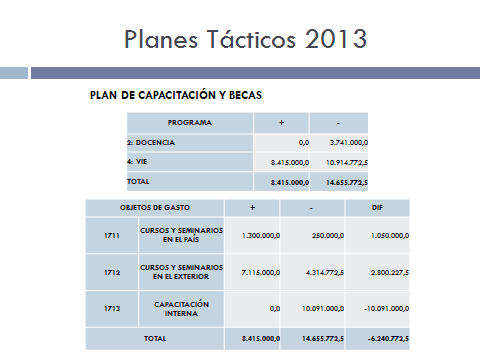 Planes Tácticos 2013
PLAN DE CAPACITACIÓN Y BECAS
PROGRAMA + -
2: DOCENCIA 0,0 3.741.000,0
4: VIE 8.415.000,0 10.914.772,5
TOTAL 8.415.000,0 14.655.772,5
OBJETOS DE GASTO + - DIF
1711 CURSOS Y SEMINARIOS EN EL PAÍS 1.300.000,0 250.000,0 1.050.000,0
1712 CURSOS Y SEMINARIOS EN EL EXTERIOR 7.115.000,0 4.314.772,5 2.800.227,5
1713 CAPACITACIÓN INTERNA 0,0 10.091.000,0 -10.091.000,0
TOTAL 8.415.000,0 14.655.772,5 -6.240.772,5